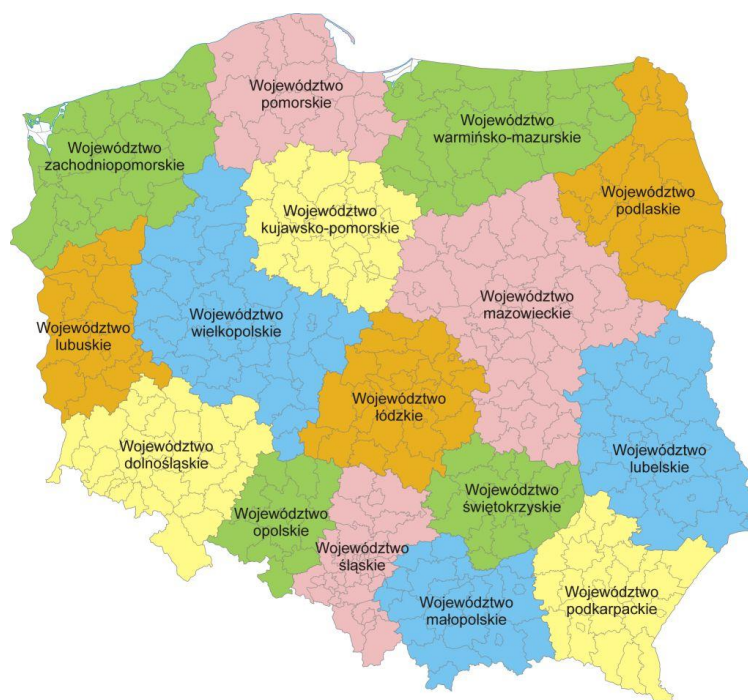 Województwo
pomorskie
Województwo
warmińsko-mazurskie
Województwo
zachodniopomorskie
Województwo
podlaskie
Województwo
kujawsko-pomorskie
Województwo
mazowieckie
Województwo
wielkopolskie
Województwo
lubuskie
Województwo
łódzkie
Województwo
dolnośląskie
Województwo
lubelskie
Województwo
świętokrzyskie
Województwo
opolskie
Województwo
śląskie
Województwo
małopolskie
Województwo
podkarpackie